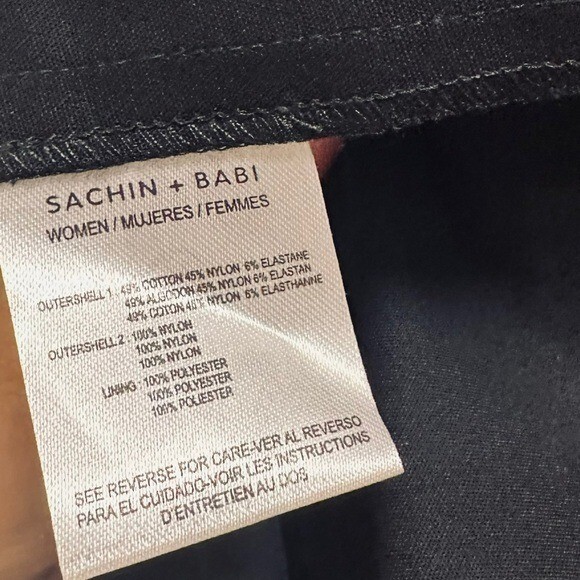 SACHIN + BABI
WOMEN / MUJERES / FEMMES
OUTERSHELL 1 : 49% COTTON 45% NYLON 6% ELASTANE
49% ALGODON 45% NYLON 6% ELASTAN
49% COTON 45% NYLON 6% ELASTHANNE
OUTERSHELL 2 : 100% NYLON
100% NYLON
100% NYLON
LINING : 100% POLYESTER
100% POLYESTER
100% POLIESTER
SEE REVERSE FOR CARE-VER AL REVERSO
PARA EL CUIDADO-VOIR LES INSTRUCTIONS
D'ENTRETIEN AU DOS